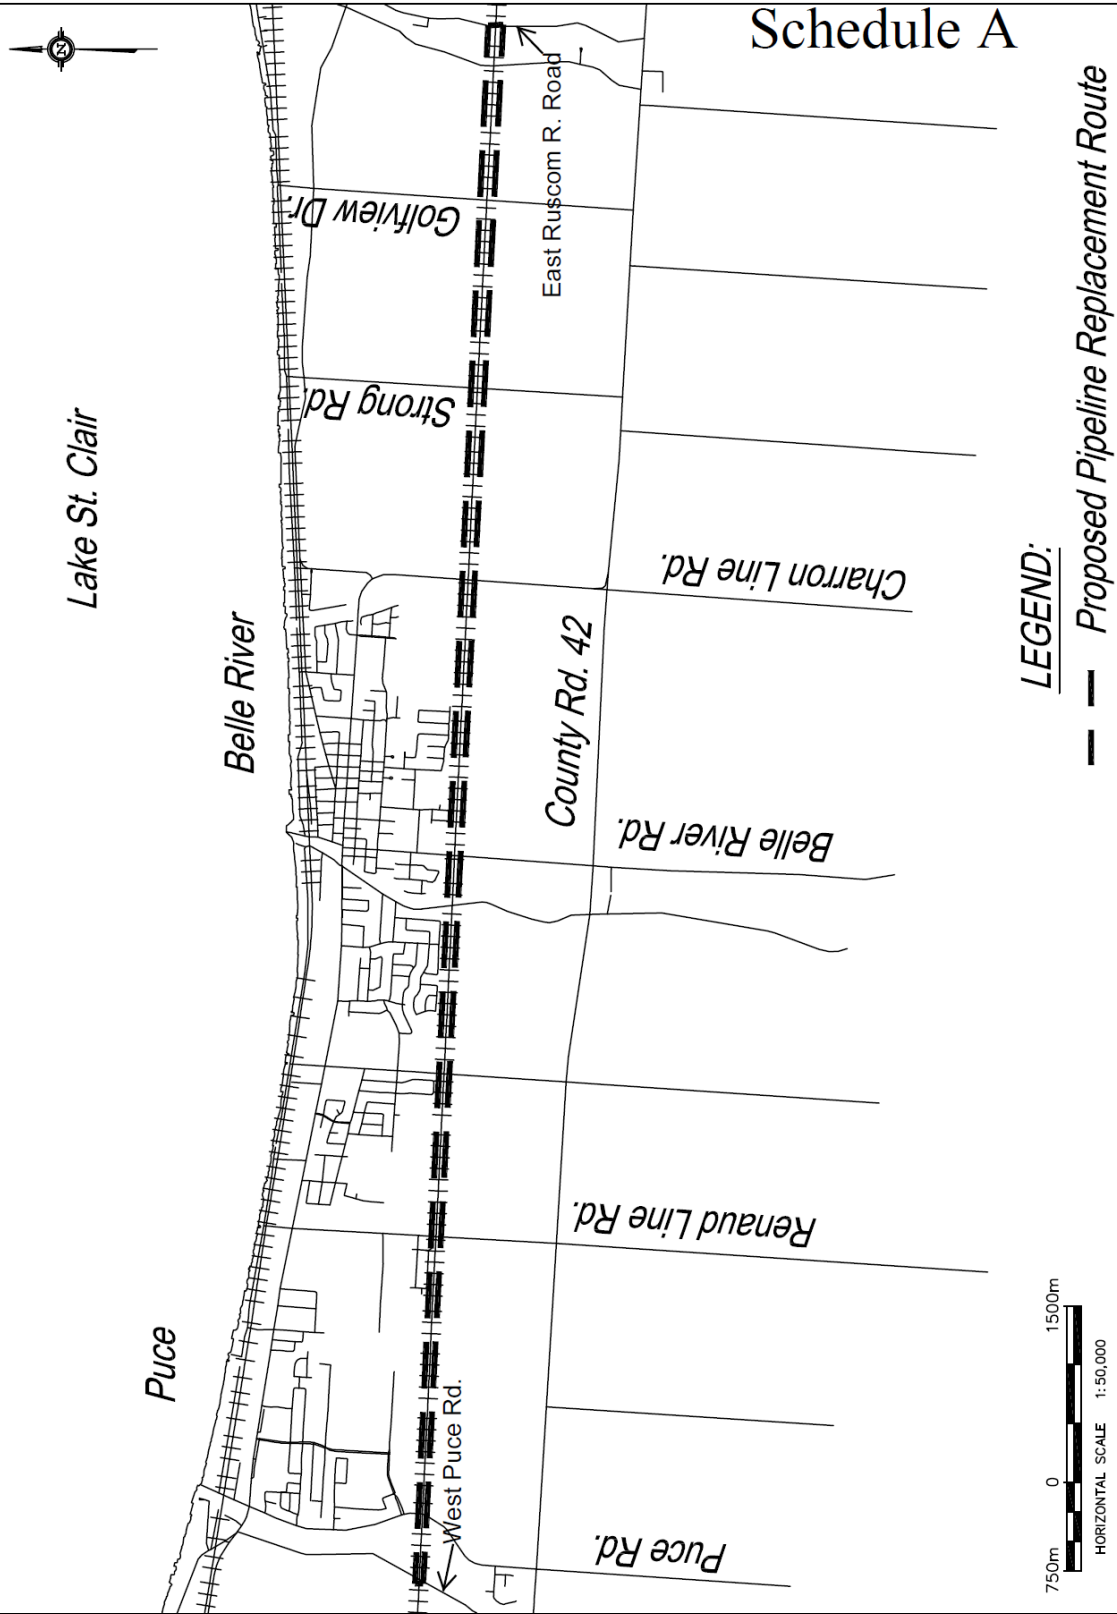 Schedule A
N
East Ruscom R. Road
Golfview Dr.
Strong Rd.
Lake St. Clair
Charron Line Rd.
Belle River
County Rd. 42
Belle River Rd.
Renaud Line Rd.
Puce
West Puce Rd.
Puce Rd.
LEGEND:
Proposed Pipeline Replacement Route
750m 0 1500m
HORIZONTAL SCALE 1:50,000